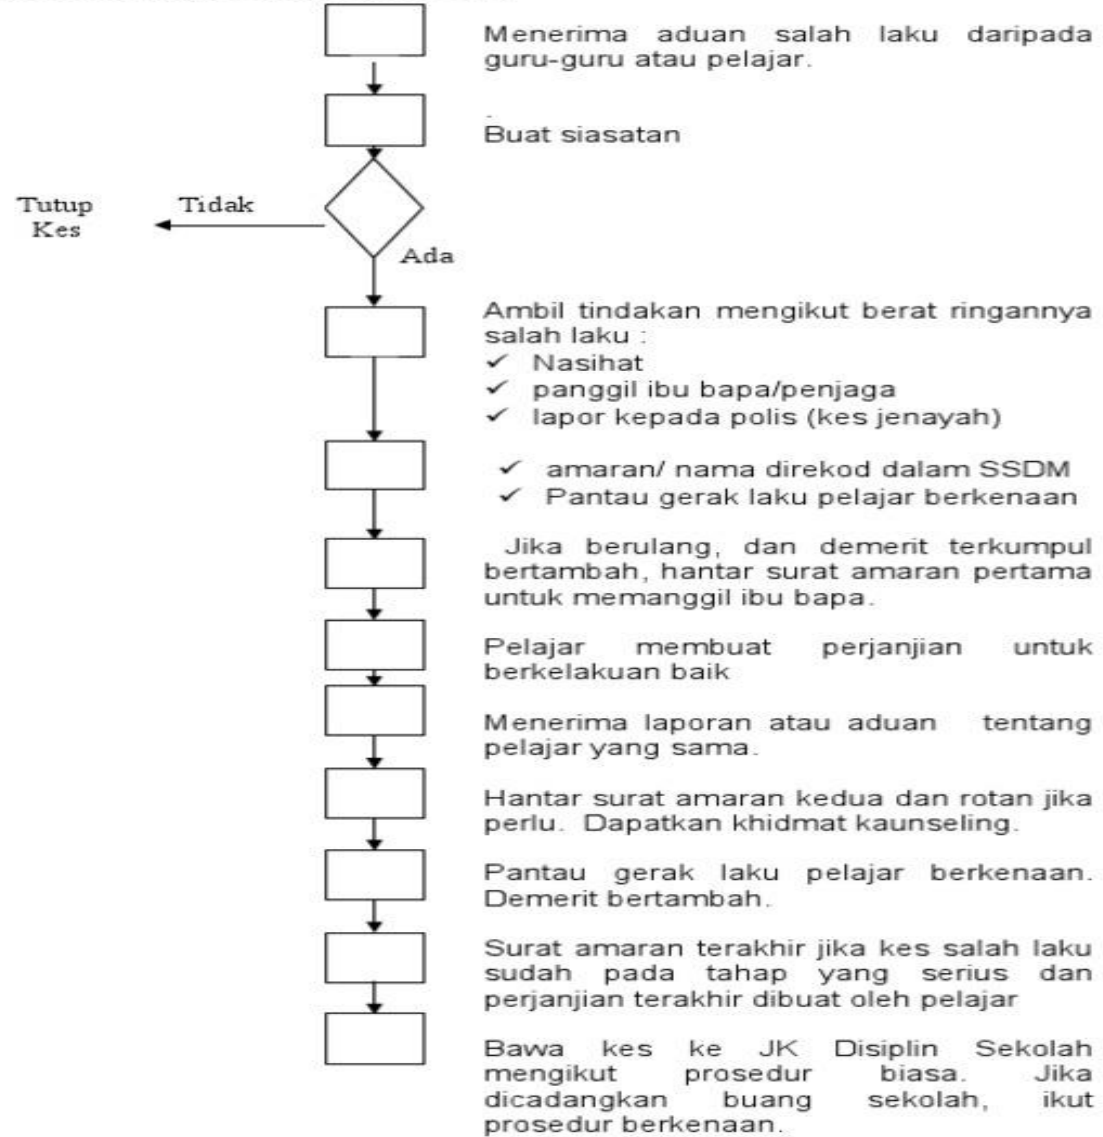 Menerima aduan salah laku daripada
guru-guru atau pelajar.
.
Buat siasatan
Tutup
Kes
Tidak
Ada
Ambil tindakan mengikut berat ringannya
salah laku :
✓ Nasihat
✓ panggil ibu bapa/penjaga
✓ lapor kepada polis (kes jenayah)
✓ amaran/ nama direkod dalam SSDM
✓ Pantau gerak laku pelajar berkenaan
Jika berulang, dan demerit terkumpul
bertambah, hantar surat amaran pertama
untuk memanggil ibu bapa.
Pelajar membuat perjanjian untuk
berkelakuan baik
Menerima laporan atau aduan tentang
pelajar yang sama.
Hantar surat amaran kedua dan rotan jika
perlu. Dapatkan khidmat kaunseling.
Pantau gerak laku pelajar berkenaan.
Demerit bertambah.
Surat amaran terakhir jika kes salah laku
sudah pada tahap yang serius dan
perjanjian terakhir dibuat oleh pelajar
Bawa kes ke JK Disiplin Sekolah
mengikut prosedur biasa. Jika
dicadangkan buang sekolah, ikut
prosedur berkenaan.